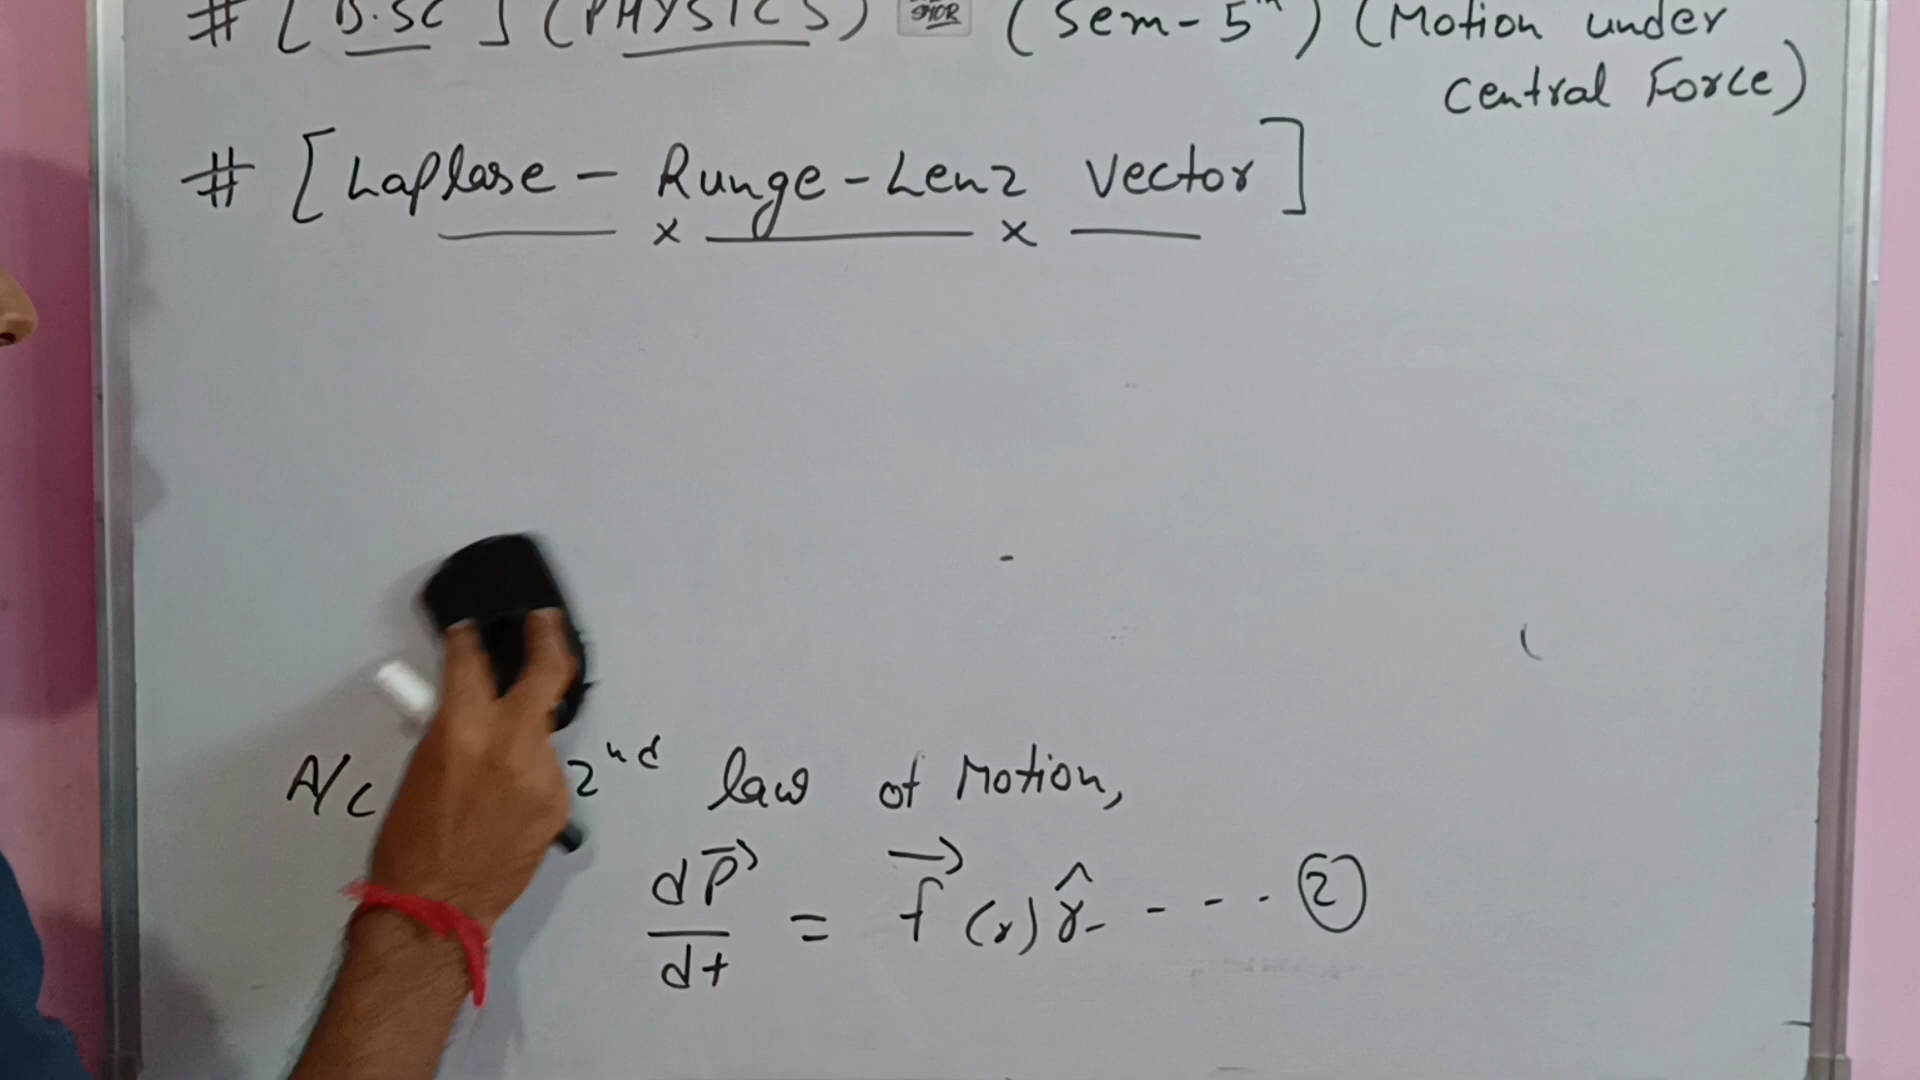 # [B.SC] (PHYSICS) (Sem-5th) (Motion under
central Force)
# [Laplase - Runge-Lenz Vector]
x x
A/c 2nd law of Motion,
dp⃗/dt = f⃗(r) r̂ - - - ②